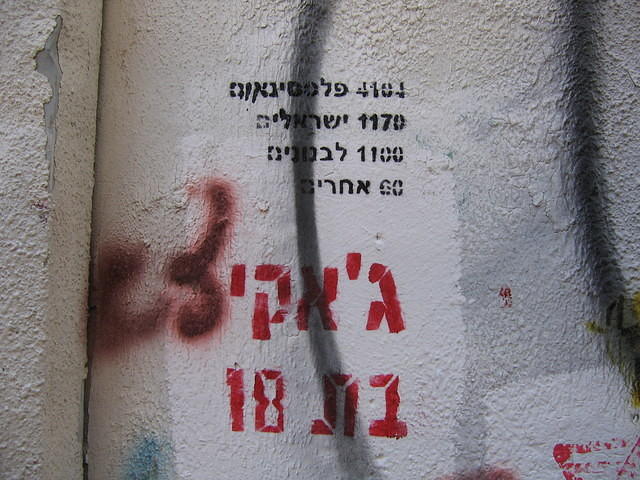 4104 פלסטינאים
1170 ישראלים
1100 לבנונים
60 אחרים
ג'אקי
בת 18